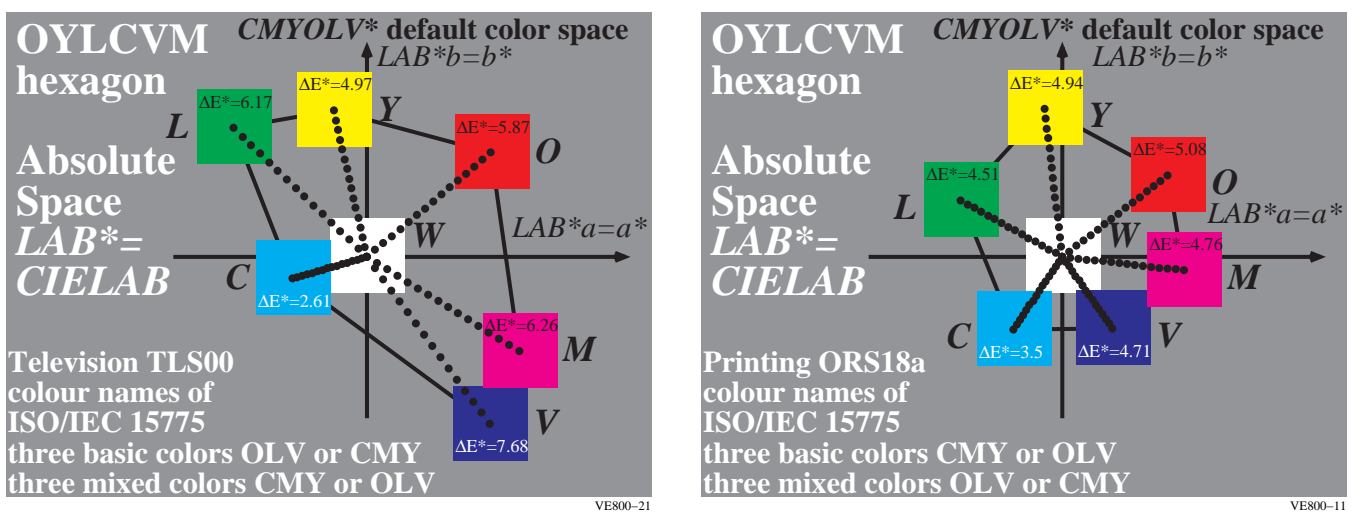 OYLCVM
hexagon
CMYOLV* default color space
LAB*b=b*
ΔE*=6.17
ΔE*=4.97
ΔE*=5.87
L
Y
O
Absolute
Space
LAB*=
CIELAB
LAB*a=a*
W
C
ΔE*=2.61
ΔE*=6.26
M
V
ΔE*=7.68
Television TLS00
colour names of
ISO/IEC 15775
three basic colors OLV or CMY
three mixed colors CMY or OLV
VE800−21
OYLCVM
hexagon
CMYOLV* default color space
LAB*b=b*
ΔE*=4.94
Y
ΔE*=5.08
O
ΔE*=4.51
L
Absolute
Space
LAB*=
CIELAB
LAB*a=a*
W
ΔE*=4.76
M
C
ΔE*=3.5
ΔE*=4.71
V
Printing ORS18a
colour names of
ISO/IEC 15775
three basic colors CMY or OLV
three mixed colors OLV or CMY
VE800−11